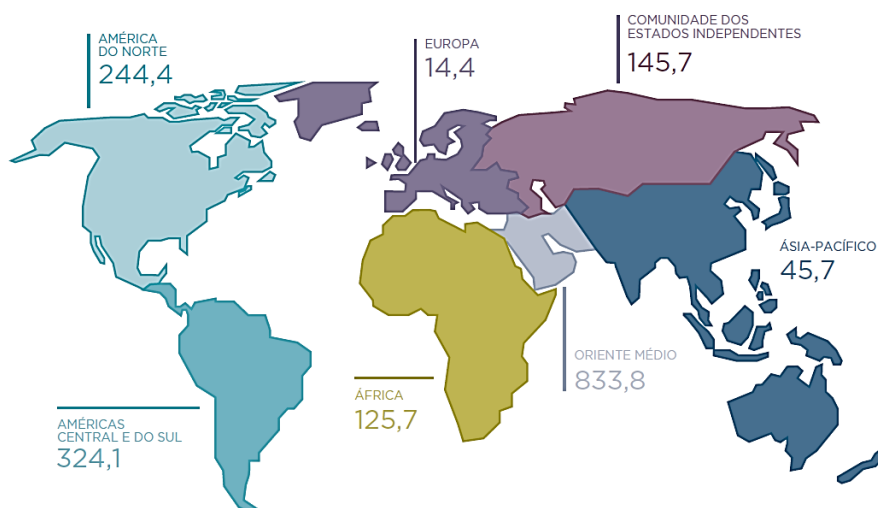 AMÉRICA
DO NORTE
244,4
EUROPA
14,4
COMUNIDADE DOS
ESTADOS INDEPENDENTES
145,7
ÁSIA-PACÍFICO
45,7
ORIENTE MÉDIO
833,8
ÁFRICA
125,7
AMÉRICAS
CENTRAL E DO SUL
324,1